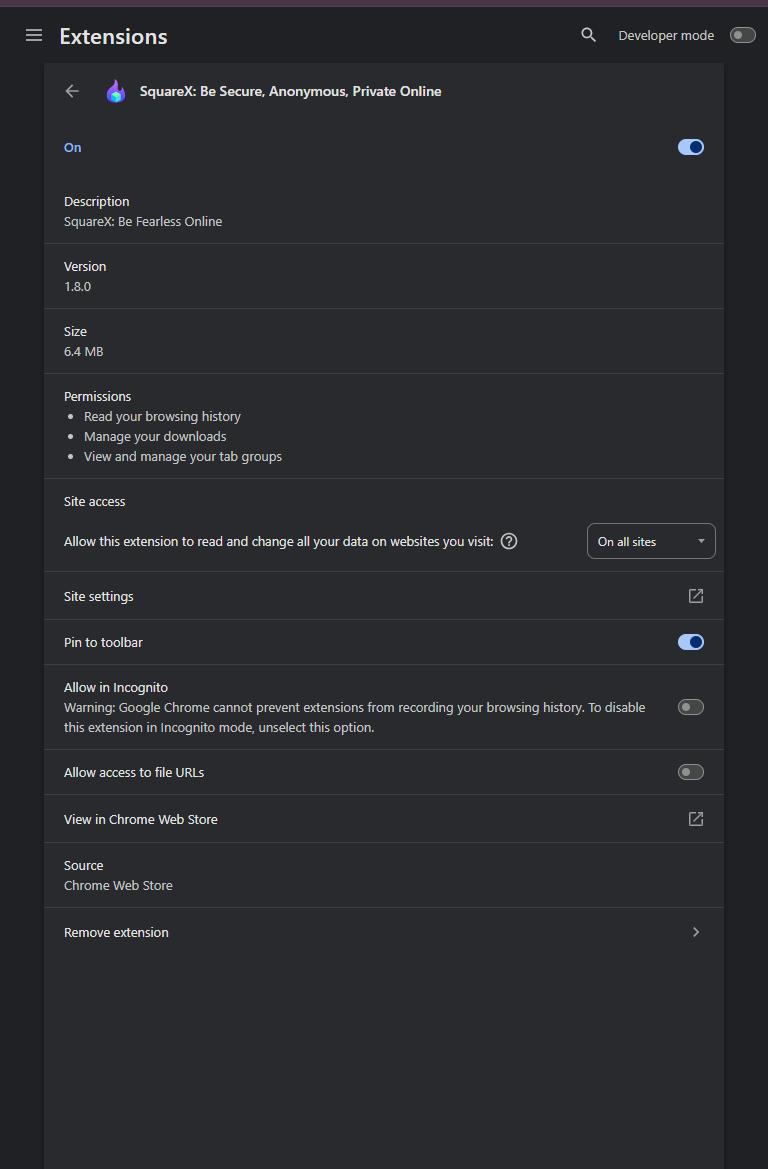 Extensions
Developer mode
SquareX: Be Secure, Anonymous, Private Online
On
Description
SquareX: Be Fearless Online
Version
1.8.0
Size
6.4 MB
Permissions
Read your browsing history
Manage your downloads
View and manage your tab groups
Site access
Allow this extension to read and change all your data on websites you visit:
On all sites
Site settings
Pin to toolbar
Allow in Incognito
Warning: Google Chrome cannot prevent extensions from recording your browsing history. To disable
this extension in Incognito mode, unselect this option.
Allow access to file URLs
View in Chrome Web Store
Source
Chrome Web Store
Remove extension